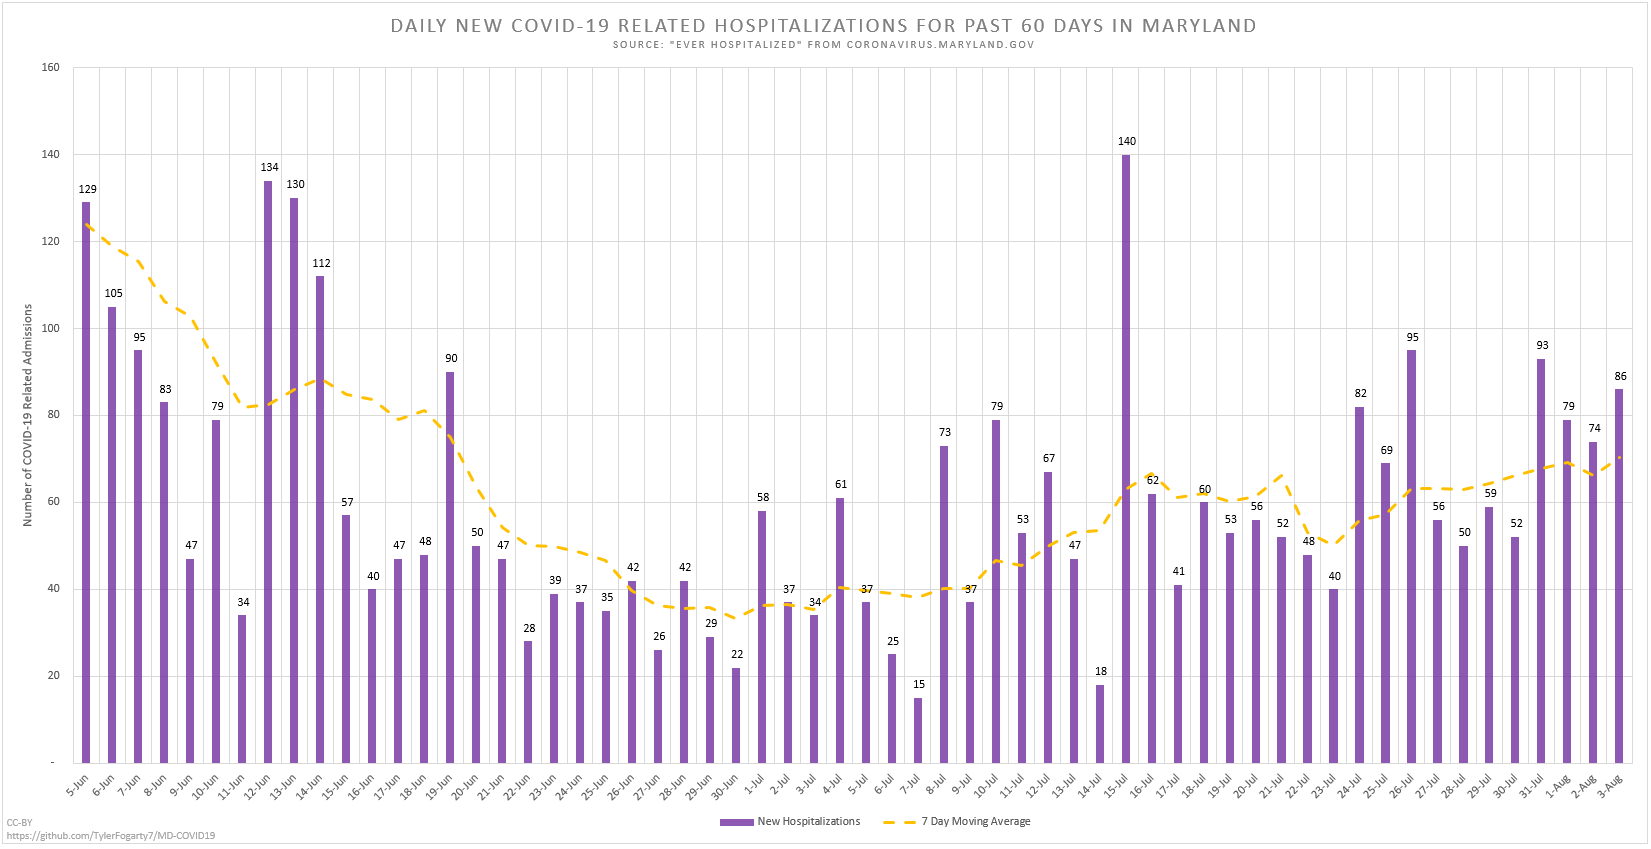 DAILY NEW COVID-19 RELATED HOSPITALIZATIONS FOR PAST 60 DAYS IN MARYLAND
SOURCE: "EVER HOSPITALIZED" FROM CORONAVIRUS.MARYLAND.GOV
Number of COVID-19 Related Admissions
160
140
120
100
80
60
40
20
-
129
105
95
83
47
79
34
134
130
112
57
40
47
48
90
50
47
28
39
37
35
42
26
42
29
22
58
37
34
61
37
25
15
73
37
79
53
67
47
18
140
62
41
60
53
56
52
48
40
82
69
95
56
50
59
52
93
79
74
86
5-Jun
6-Jun
7-Jun
8-Jun
9-Jun
10-Jun
11-Jun
12-Jun
13-Jun
14-Jun
15-Jun
16-Jun
17-Jun
18-Jun
19-Jun
20-Jun
21-Jun
22-Jun
23-Jun
24-Jun
25-Jun
26-Jun
27-Jun
28-Jun
29-Jun
30-Jun
1-Jul
2-Jul
3-Jul
4-Jul
5-Jul
6-Jul
7-Jul
8-Jul
9-Jul
10-Jul
11-Jul
12-Jul
13-Jul
14-Jul
15-Jul
16-Jul
17-Jul
18-Jul
19-Jul
20-Jul
21-Jul
22-Jul
23-Jul
24-Jul
25-Jul
26-Jul
27-Jul
28-Jul
29-Jul
30-Jul
31-Jul
1-Aug
2-Aug
3-Aug
New Hospitalizations
7 Day Moving Average
CC-BY
https://github.com/TylerFogarty7/MD-COVID19